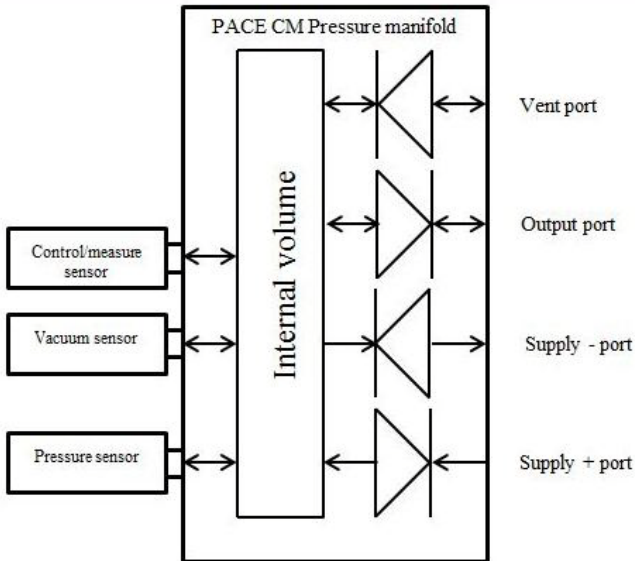 PACE CM Pressure manifold
Vent port
Output port
Control/measure
sensor
Internal volume
Vacuum sensor
Supply - port
Pressure sensor
Supply + port